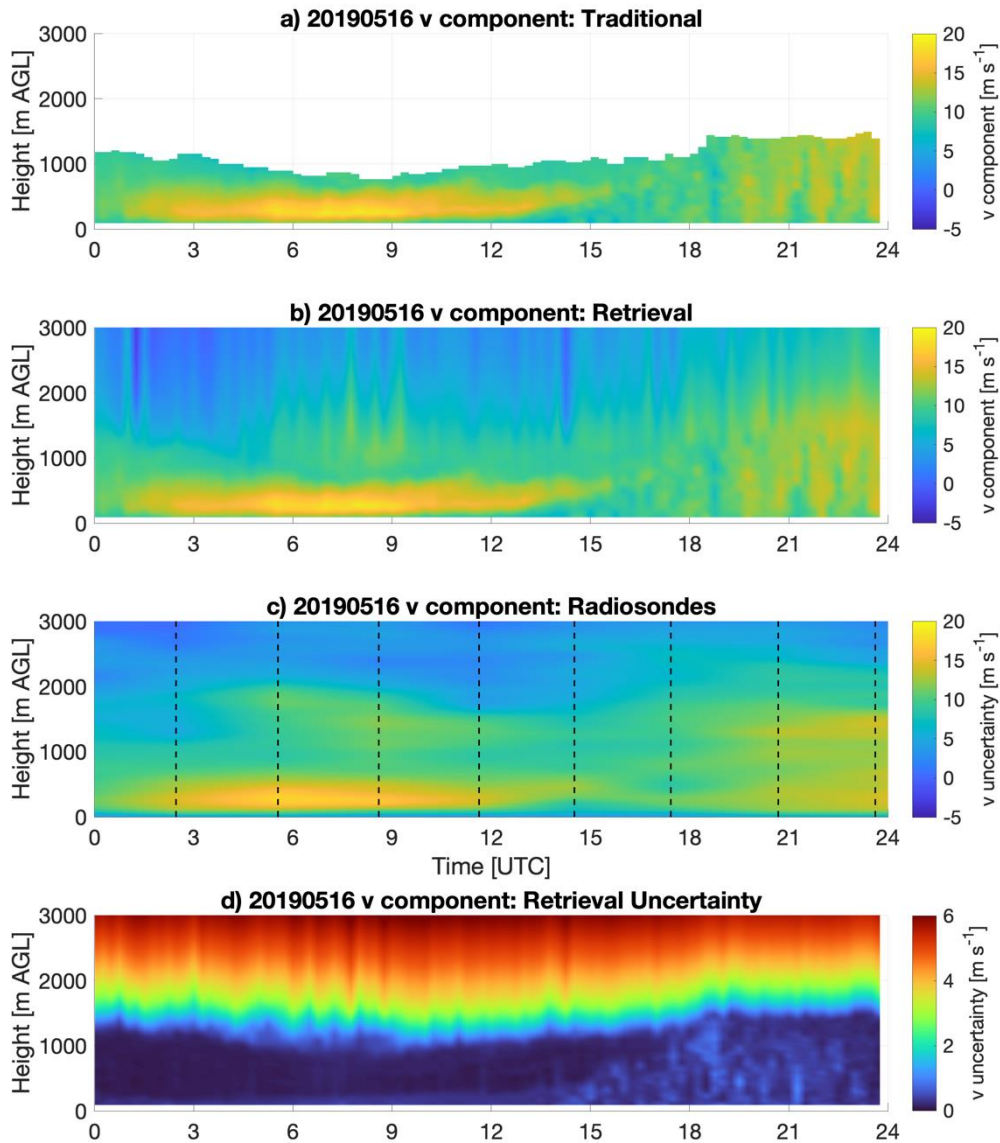 a) 20190516 v component: Traditional
3000
2000
1000
0
Height [m AGL]
0 3 6 9 12 15 18 21 24
20
15
10
5
0
-5
v component [m s⁻¹]
b) 20190516 v component: Retrieval
3000
2000
1000
0
Height [m AGL]
0 3 6 9 12 15 18 21 24
20
15
10
5
0
-5
v component [m s⁻¹]
c) 20190516 v component: Radiosondes
3000
2000
1000
0
Height [m AGL]
0 3 6 9 12 15 18 21 24
Time [UTC]
20
15
10
5
0
-5
v uncertainty [m s⁻¹]
d) 20190516 v component: Retrieval Uncertainty
3000
2000
1000
0
Height [m AGL]
0 3 6 9 12 15 18 21 24
6
4
2
0
v uncertainty [m s⁻¹]